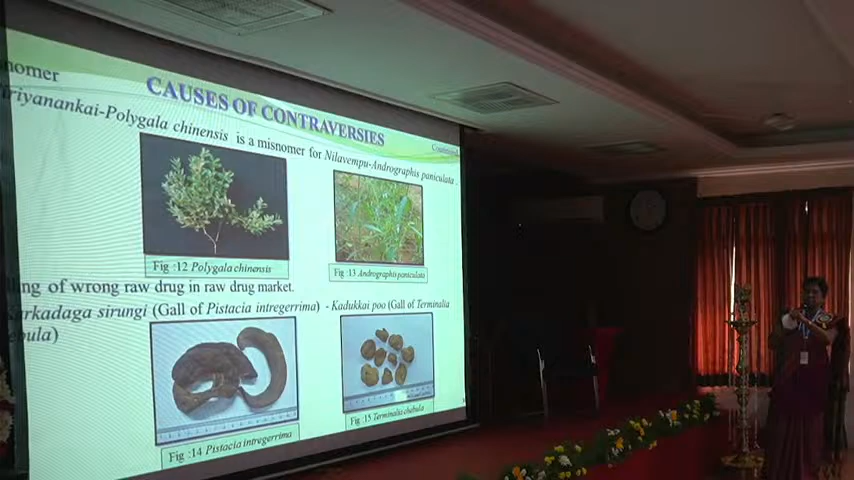 nomer
CAUSES OF CONTRAVERSIES
riyanankai-Polygala chinensis is a misnomer for Nilavempu-Andrographis paniculata .
Fig :12 Polygala chinensis
Fig :13 Andrographis paniculata
ling of wrong raw drug in raw drug market.
arkadaga sirungi (Gall of Pistacia intregerrima) - Kadukkai poo (Gall of Terminalia
ebula)
Fig :14 Pistacia intregerrima
Fig :15 Terminalia chebula